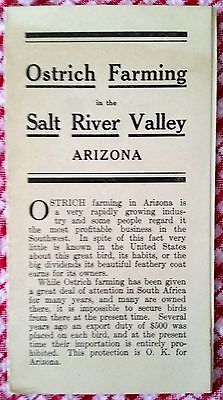 Ostrich Farming
in the
Salt River Valley
ARIZONA
OSTRICH farming in Arizona is
a very rapidly growing indus-
try and some people regard it
the most profitable business in the
Southwest. In spite of this fact very
little is known in the United States
about this great bird, its habits, or the
big dividends its beautiful feathery coat
earns for its owners.
While Ostrich farming has been given
a great deal of attention in South Africa
for many years, and many are owned
there, it is impossible to secure birds
from there at the present time. Several
years ago an export duty of $500 was
placed on each bird, and at the present
time their importation is entirely pro-
hibited. This protection is O. K. for
Arizona.